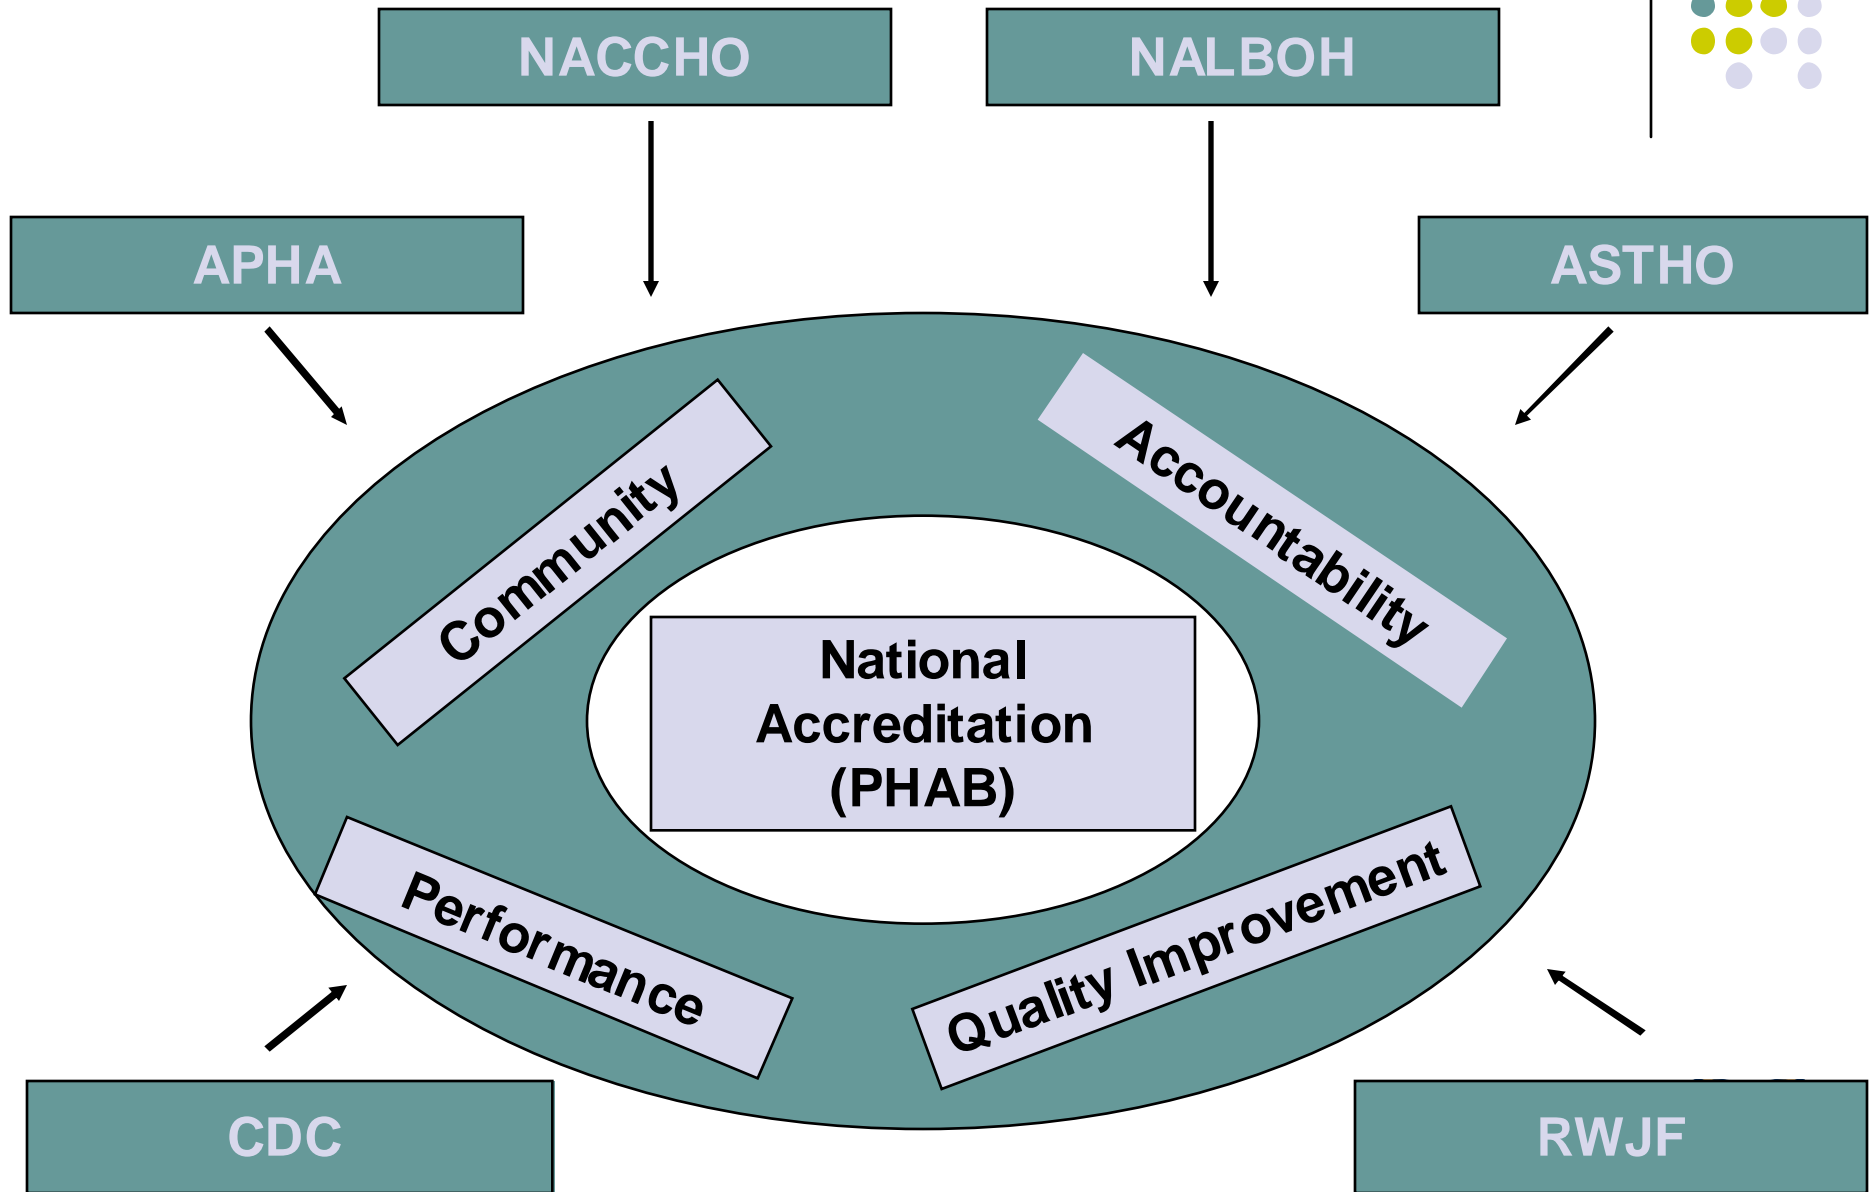 NACCHO
NALBOH
APHA
ASTHO
Community
Accountability
National
Accreditation
(PHAB)
Performance
Quality Improvement
CDC
RWJF